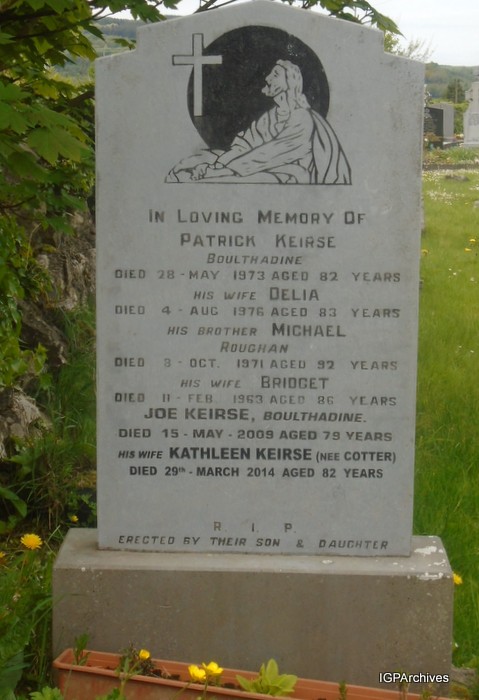 In Loving Memory Of
Patrick Keirse
Boulthadine
DIED 28 - MAY 1973 AGED 82 YEARS
HIS WIFE DELIA
DIED 4 - AUG 1976 AGED 83 YEARS
HIS BROTHER MICHAEL
ROUGHAN
DIED 8 - OCT. 1971 AGED 92 YEARS
HIS WIFE BRIDGET
DIED 11 - FEB 1963 AGED 86 YEARS
JOE KEIRSE, BOULTHADINE.
DIED 15 - MAY - 2009 AGED 79 YEARS
HIS WIFE KATHLEEN KEIRSE (NEE COTTER)
DIED 29th - MARCH 2014 AGED 82 YEARS
R I P.
ERECTED BY THEIR SON & DAUGHTER
IGPArchives